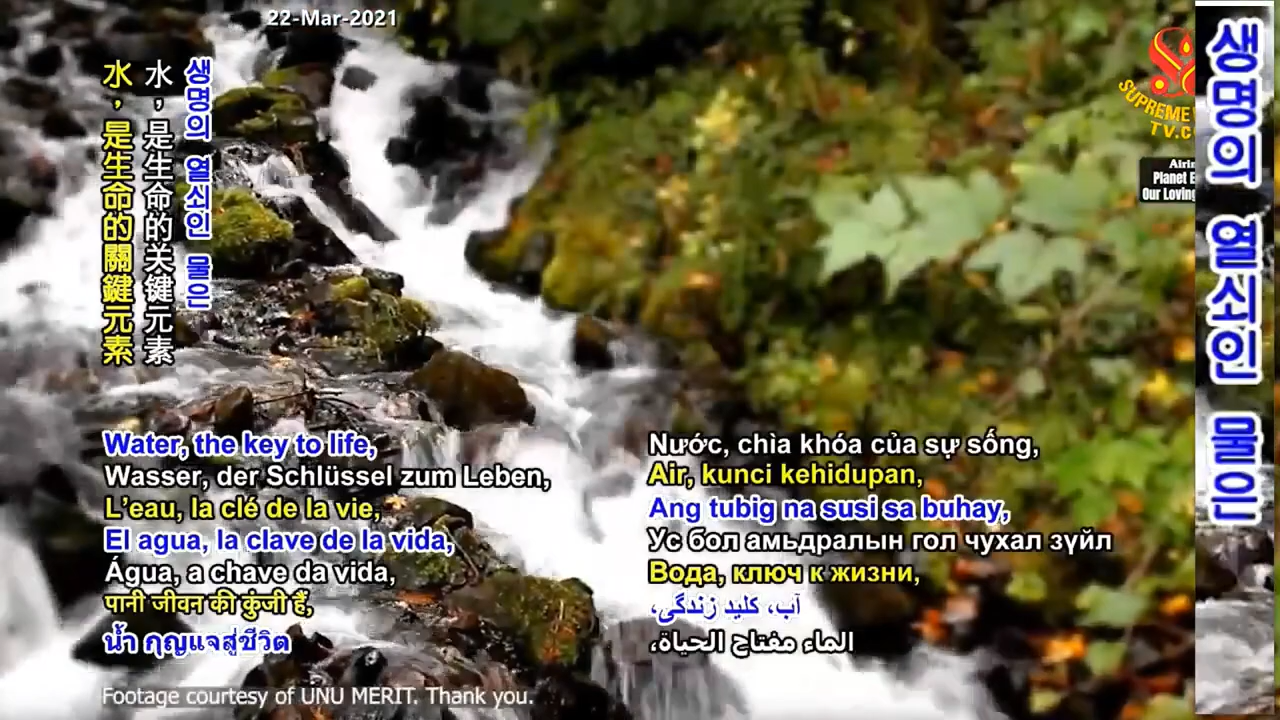 22-Mar-2021
생명의 열쇠인 물인
水，是生命的关键元素
水，是生命的關鍵元素
SUPREME
TV.C
Planet E
Our Loving
생명의 열쇠인 물인
Water, the key to life,
Wasser, der Schlüssel zum Leben,
L'eau, la clé de la vie,
El agua, la clave de la vida,
Água, a chave da vida,
पानी जीवन की कुंजी हैं,
น้ำ กุญแจสู่ชีวิต
Nước, chìa khóa của sự sống,
Air, kunci kehidupan,
Ang tubig na susi sa buhay,
Ус бол амьдралын гол чухал зүйл
Вода, ключ к жизни,
آب، کلید زندگی،
الماء مفتاح الحياة،
Footage courtesy of UNU MERIT. Thank you.